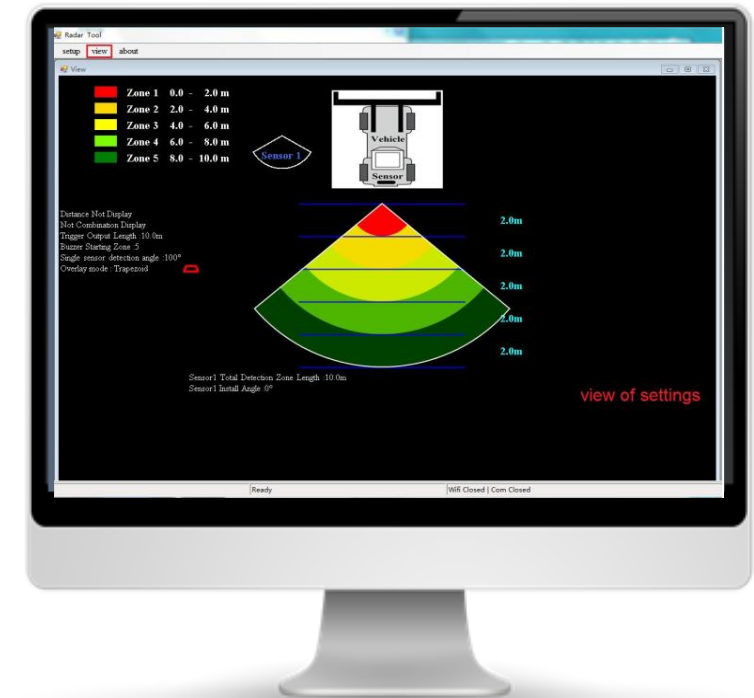 Radar Tool
setup view about
View
Zone 1 0.0 - 2.0 m
Zone 2 2.0 - 4.0 m
Zone 3 4.0 - 6.0 m
Zone 4 6.0 - 8.0 m
Zone 5 8.0 - 10.0 m
Sensor 1
Vehicle
Sensor
Distance Not Display
Not Combination Display
Trigger Output Length :10.0m
Buzzer Starting Zone :5
Single sensor detection angle :100°
Overlay mode : Trapezoid
2.0m
2.0m
2.0m
2.0m
2.0m
Sensor1 Total Detection Zone Length :10.0m
Sensor1 Install Angle :0°
view of settings
Ready
Wifi Closed | Com Closed